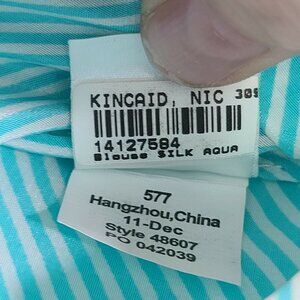 KINCAID, NIC 309
14127584
Blouse SILK AQUA
577
Hangzhou,China
11-Dec
Style 48607
PO 042039